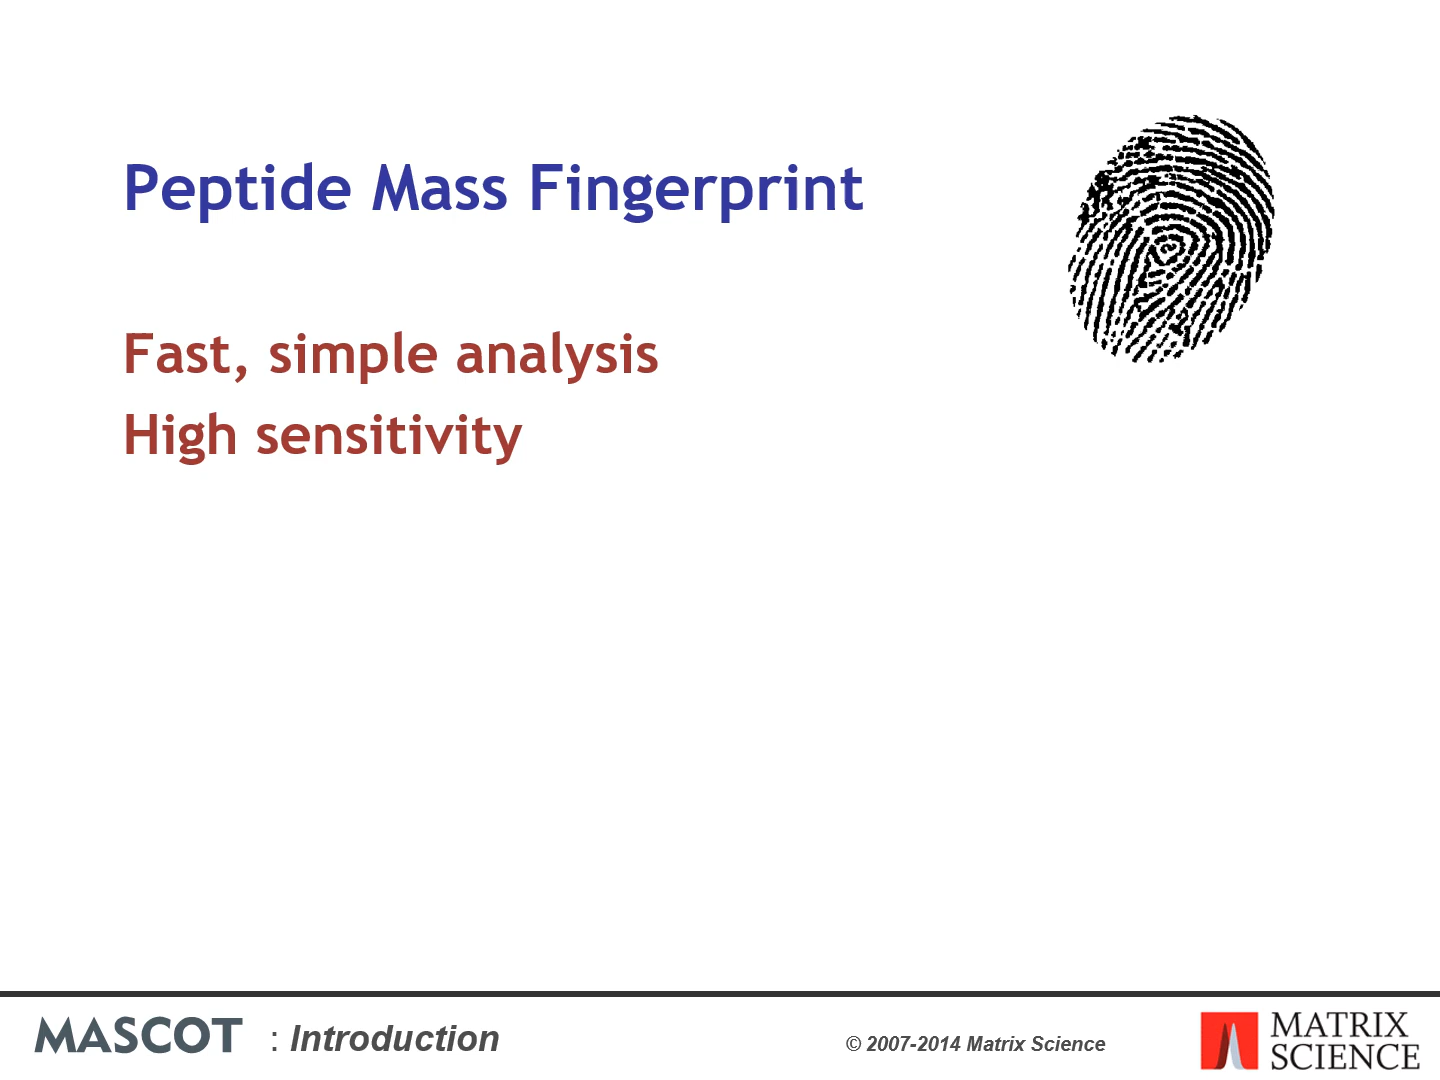 Peptide Mass Fingerprint
Fast, simple analysis
High sensitivity
MASCOT : Introduction
© 2007-2014 Matrix Science
MATRIX
SCIENCE